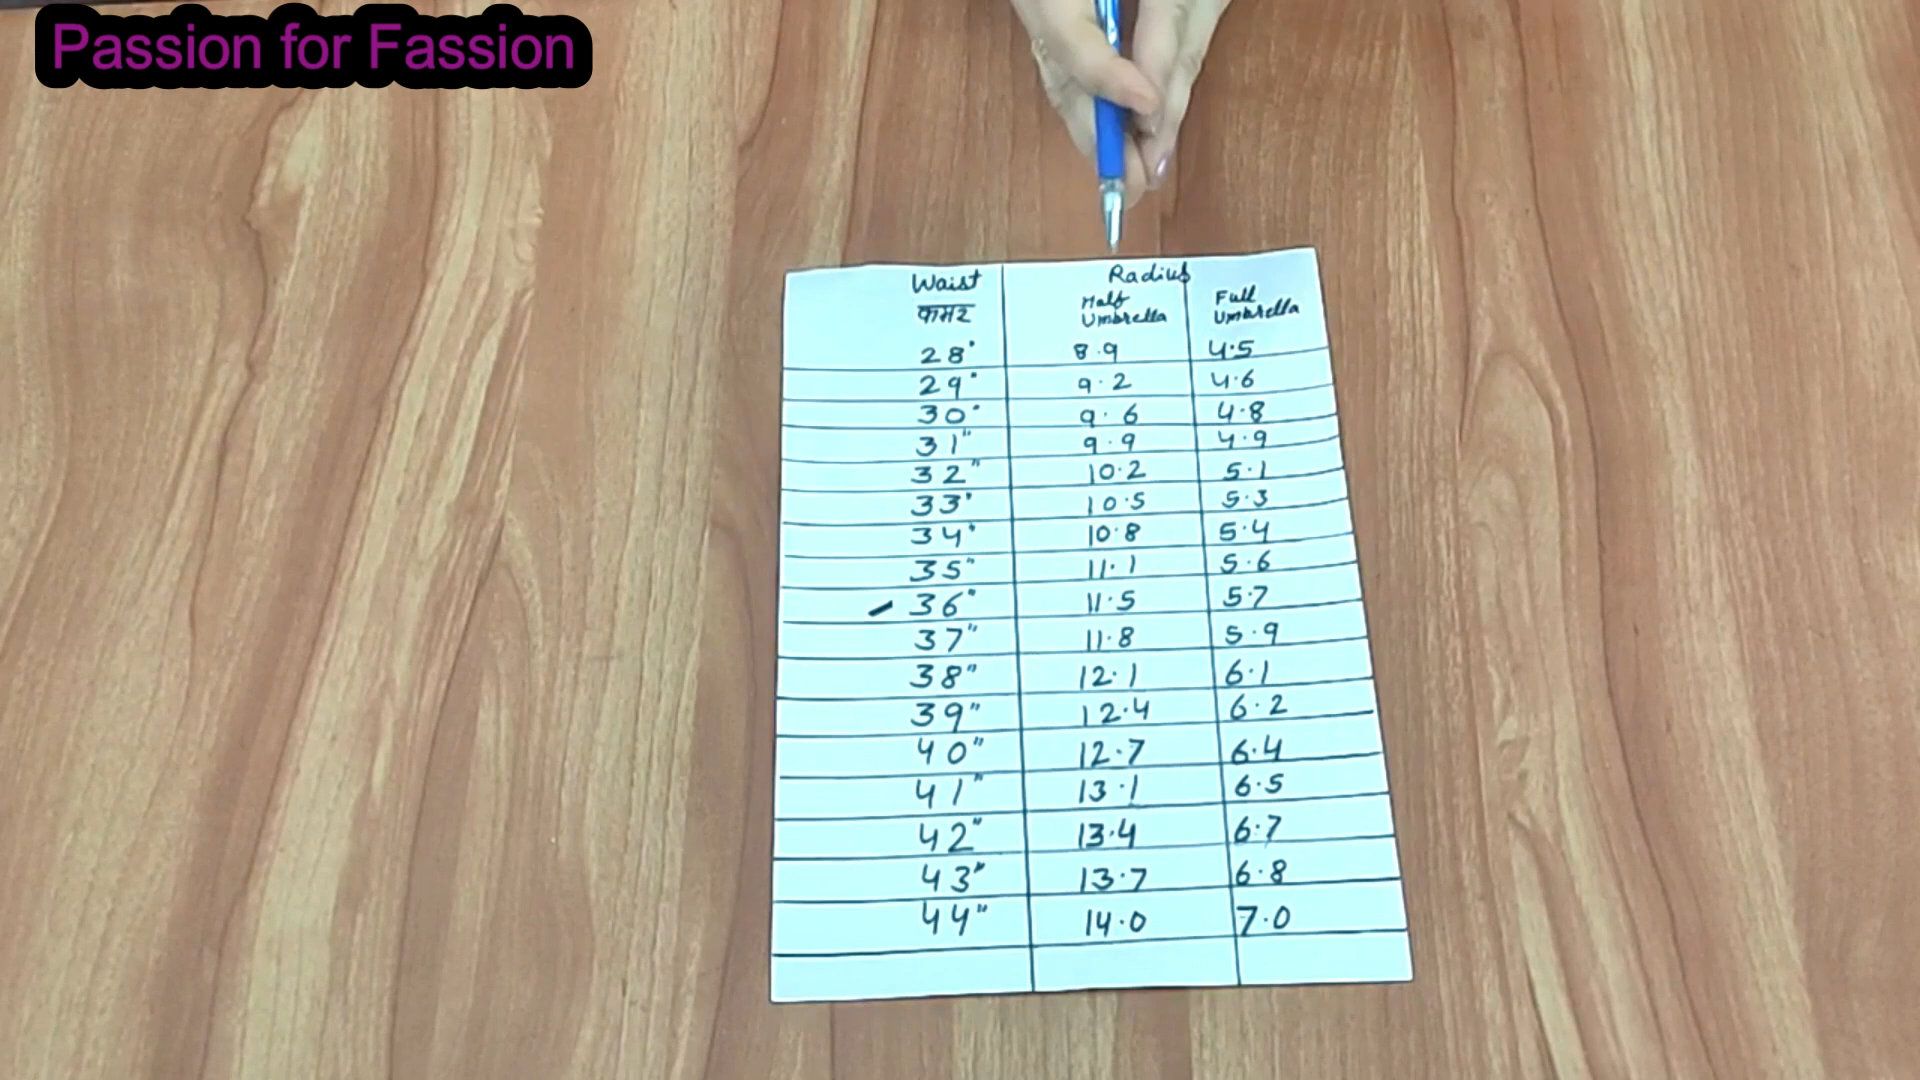 Passion for Fassion
Waist Radius
कमर Half Umbrella Full Umbrella
28" 8.9 4.5
29" 9.2 4.6
30" 9.6 4.8
31" 9.9 4.9
32" 10.2 5.1
33" 10.5 5.3
34" 10.8 5.4
35" 11.1 5.6
36" 11.5 5.7
37" 11.8 5.9
38" 12.1 6.1
39" 12.4 6.2
40" 12.7 6.4
41" 13.1 6.5
42" 13.4 6.7
43" 13.7 6.8
44" 14.0 7.0